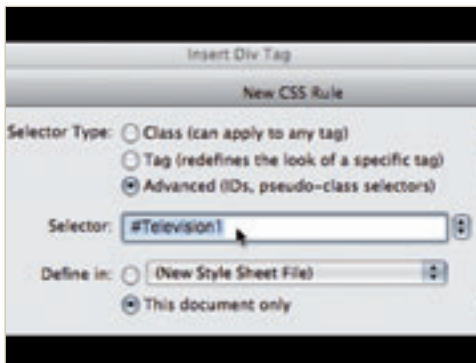 Insert Div Tag
New CSS Rule
Selector Type: Class (can apply to any tag)
Tag (redefines the look of a specific tag)
Advanced (IDs, pseudo-class selectors)
Selector: #Television1
Define in: (New Style Sheet File)
This document only